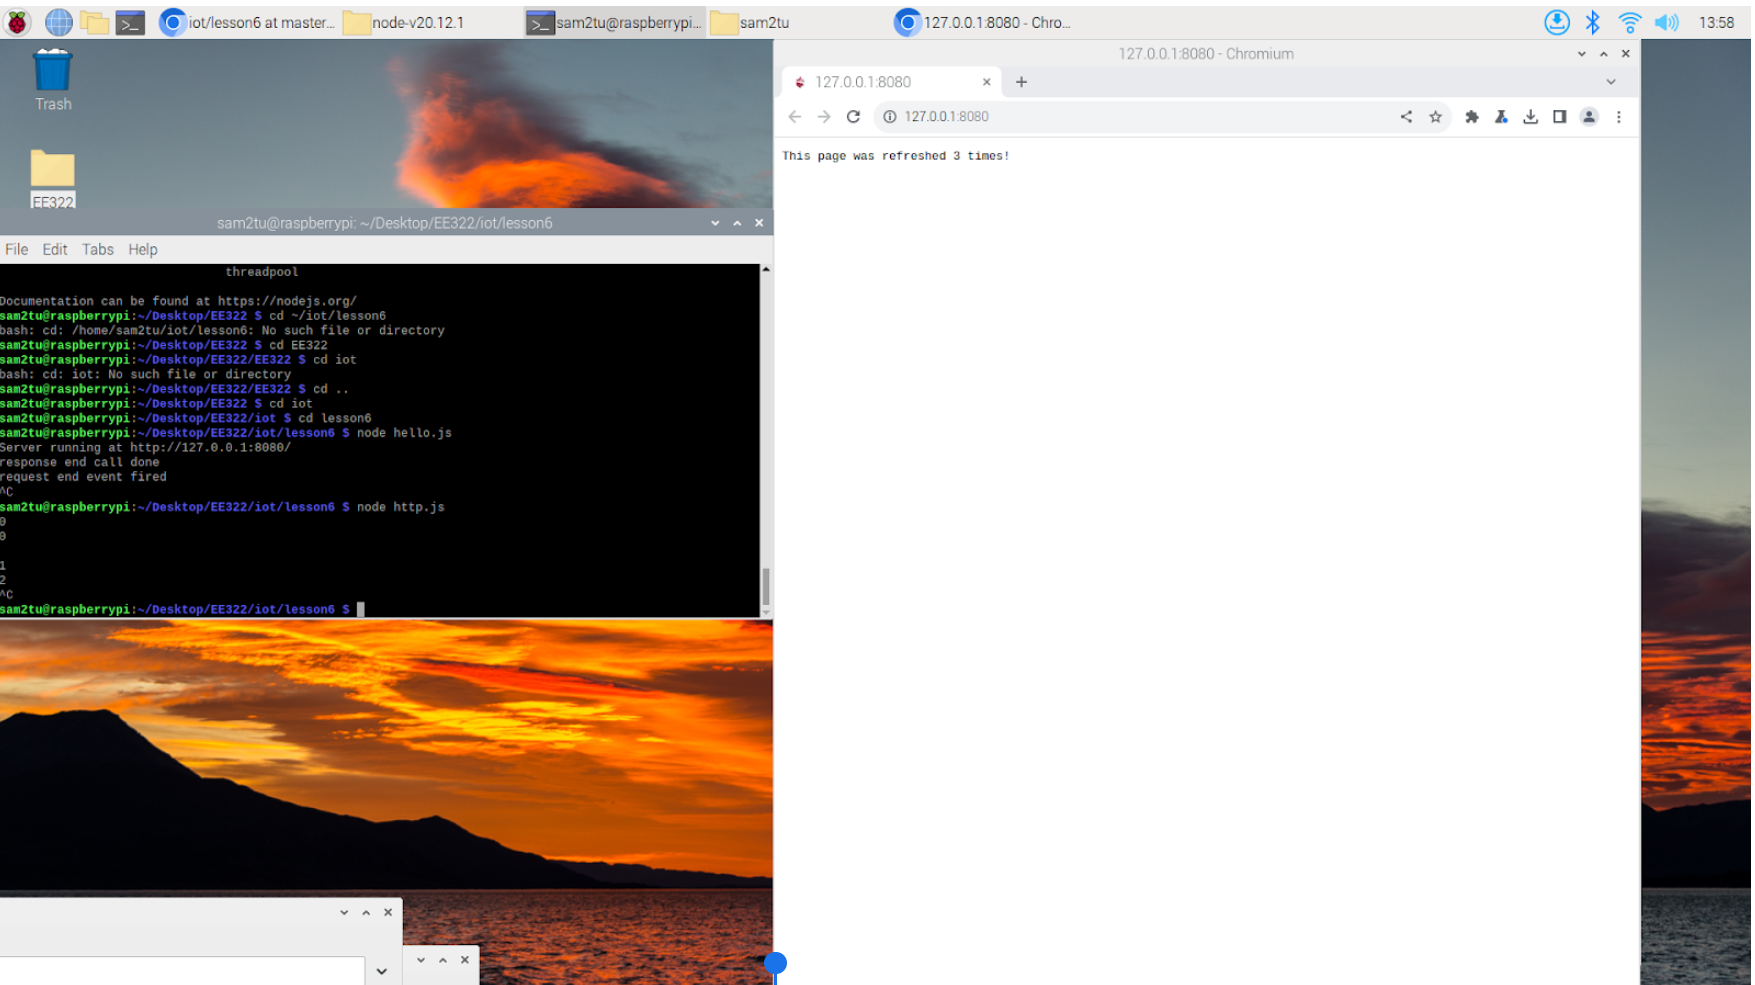 iot/lesson6 at master...
node-v20.12.1
sam2tu@raspberrypi...
sam2tu
127.0.0.1:8080 - Chro...
13:58
Trash
EE322
sam2tu@raspberrypi: ~/Desktop/EE322/iot/lesson6
File Edit Tabs Help
threadpool
Documentation can be found at https://nodejs.org/
sam2tu@raspberrypi:~/Desktop/EE322 $ cd ~/iot/lesson6
bash: cd: /home/sam2tu/iot/lesson6: No such file or directory
sam2tu@raspberrypi:~/Desktop/EE322 $ cd EE322
sam2tu@raspberrypi:~/Desktop/EE322/EE322 $ cd iot
bash: cd: iot: No such file or directory
sam2tu@raspberrypi:~/Desktop/EE322/EE322 $ cd ..
sam2tu@raspberrypi:~/Desktop/EE322 $ cd iot
sam2tu@raspberrypi:~/Desktop/EE322/iot $ cd lesson6
sam2tu@raspberrypi:~/Desktop/EE322/iot/lesson6 $ node hello.js
Server running at http://127.0.0.1:8080/
response end call done
request end event fired
^C
sam2tu@raspberrypi:~/Desktop/EE322/iot/lesson6 $ node http.js
0
0
1
2
^C
sam2tu@raspberrypi:~/Desktop/EE322/iot/lesson6 $
127.0.0.1:8080 - Chromium
127.0.0.1:8080
127.0.0.1:8080
This page was refreshed 3 times!